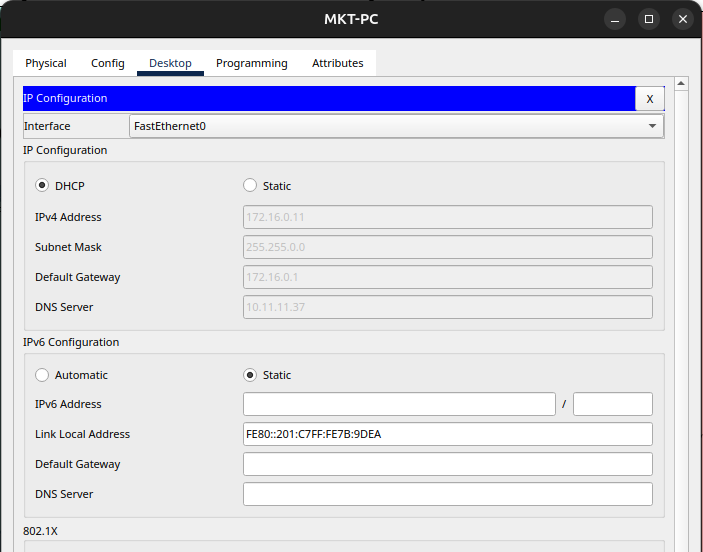 MKT-PC
Physical Config Desktop Programming Attributes
IP Configuration X
Interface FastEthernet0
IP Configuration
DHCP Static
IPv4 Address 172.16.0.11
Subnet Mask 255.255.0.0
Default Gateway 172.16.0.1
DNS Server 10.11.11.37
IPv6 Configuration
Automatic Static
IPv6 Address /
Link Local Address FE80::201:C7FF:FE7B:9DEA
Default Gateway
DNS Server
802.1X